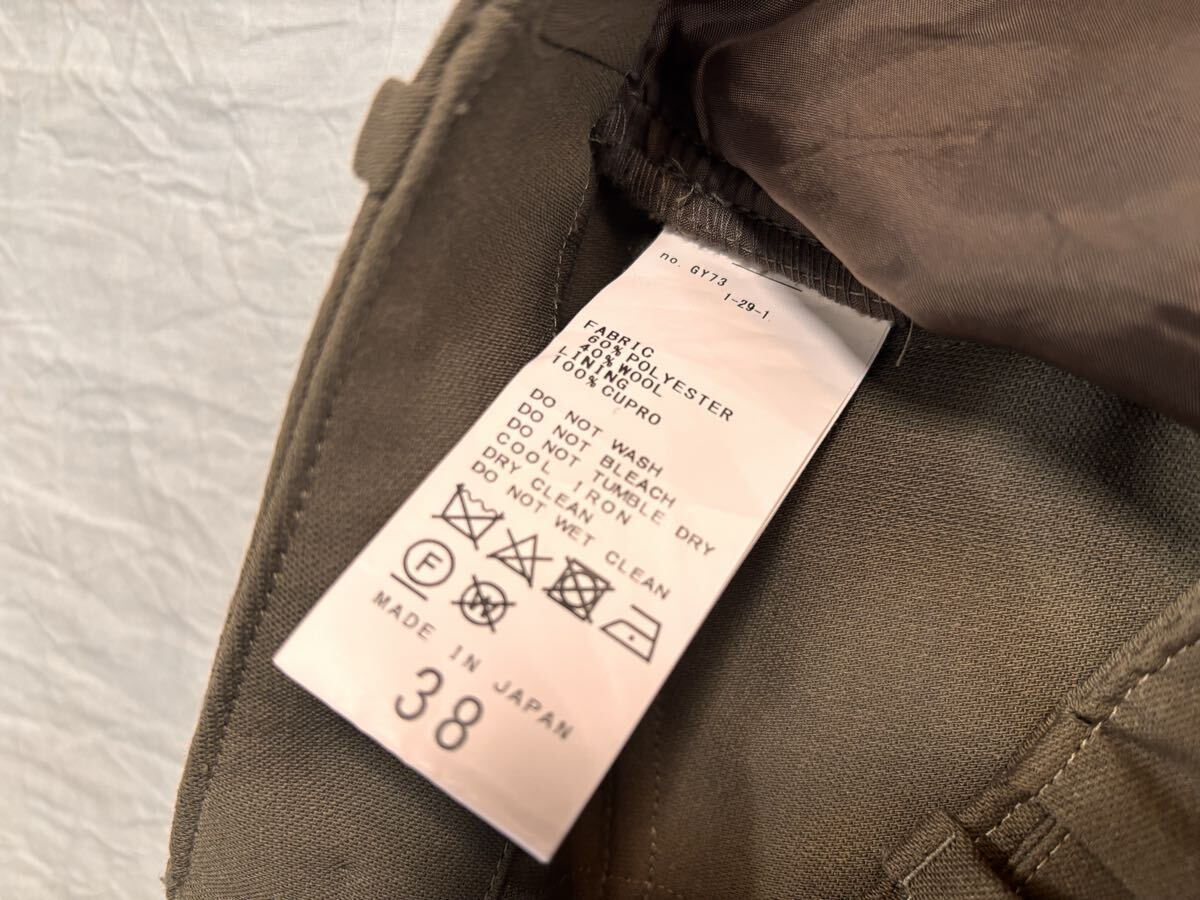 no. GY73
1-29-1
FABRIC
60% POLYESTER
40% WOOL
LINING
100% CUPRO
DO NOT WASH
DO NOT BLEACH
DO NOT TUMBLE DRY
COOL IRON
DRY CLEAN
DO NOT WET CLEAN
F W
MADE IN JAPAN
38